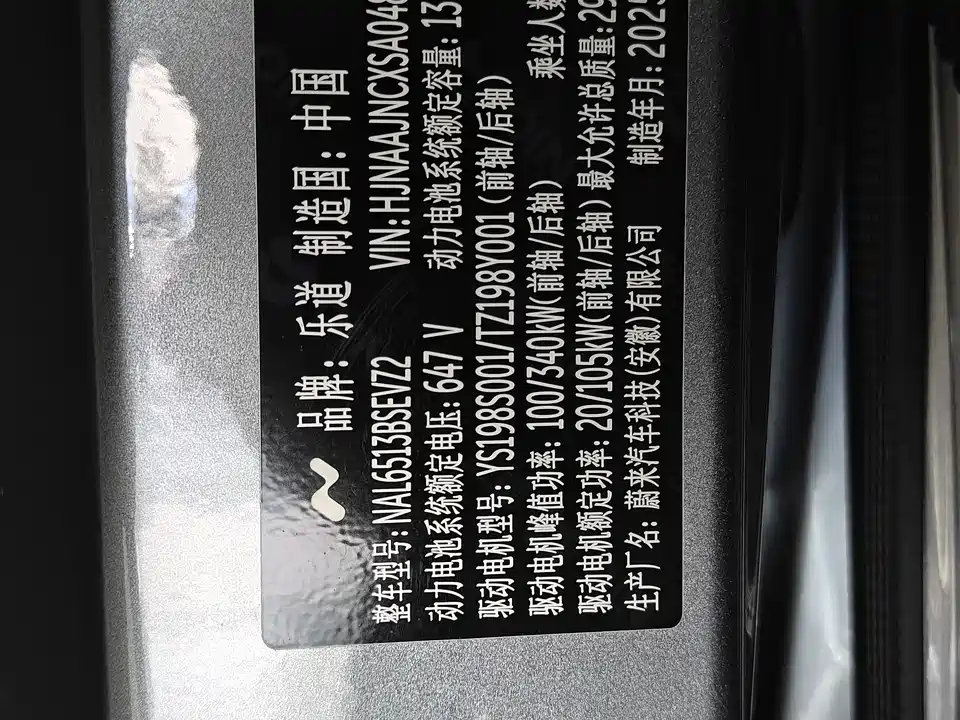 品牌：乐道 制造国：中国
整车型号：NAL6513BSEVZ2 VIN:HJNAAAJNCXSA048
动力电池系统额定电压：647 V 动力电池系统额定容量：13
驱动电机型号：YS198S001/TZ198Y001（前轴/后轴）
驱动电机峰值功率：100/340kW(前轴/后轴) 乘坐人数
驱动电机额定功率：20/105kW(前轴/后轴) 最大允许总质量：29
生产厂名：蔚来汽车科技(安徽)有限公司 制造年月：2025